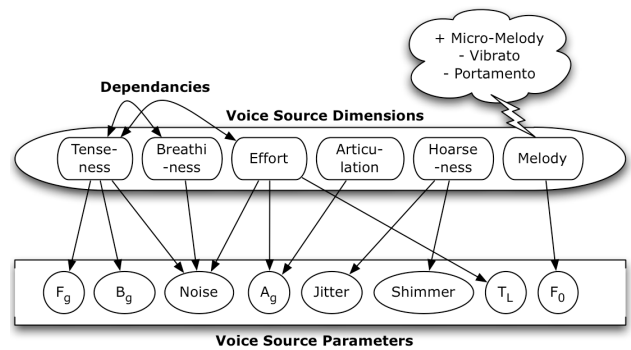 + Micro-Melody
- Vibrato
- Portamento
Dependancies
Voice Source Dimensions
Tense-
ness
Breathi
-ness
Effort
Articu-
lation
Hoarse
-ness
Melody
Fg
Bg
Noise
Ag
Jitter
Shimmer
TL
F0
Voice Source Parameters